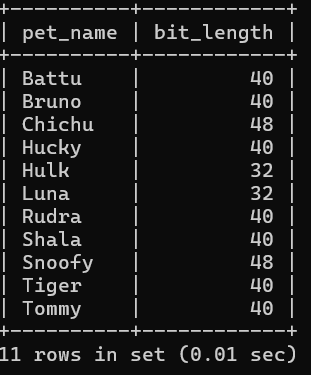 +----------+------------+
| pet_name | bit_length |
+----------+------------+
| Battu    |         40 |
| Bruno    |         40 |
| Chichu   |         48 |
| Hucky    |         40 |
| Hulk     |         32 |
| Luna     |         32 |
| Rudra    |         40 |
| Shala    |         40 |
| Snoofy   |         48 |
| Tiger    |         40 |
| Tommy    |         40 |
+----------+------------+
11 rows in set (0.01 sec)